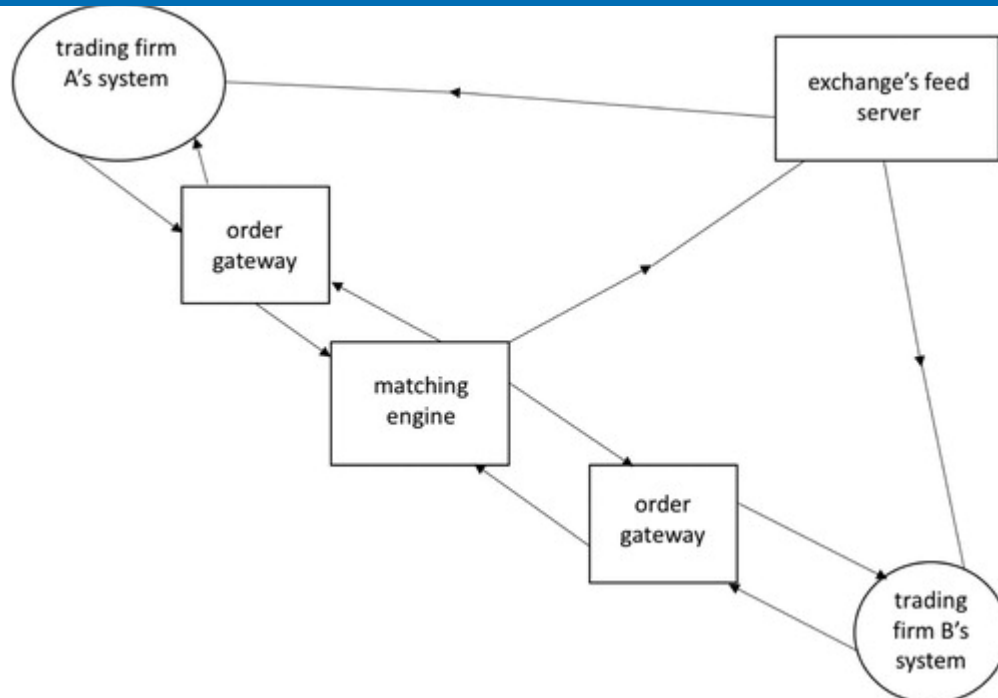 trading firm
A's system
exchange's feed
server
order
gateway
matching
engine
order
gateway
trading
firm B's
system